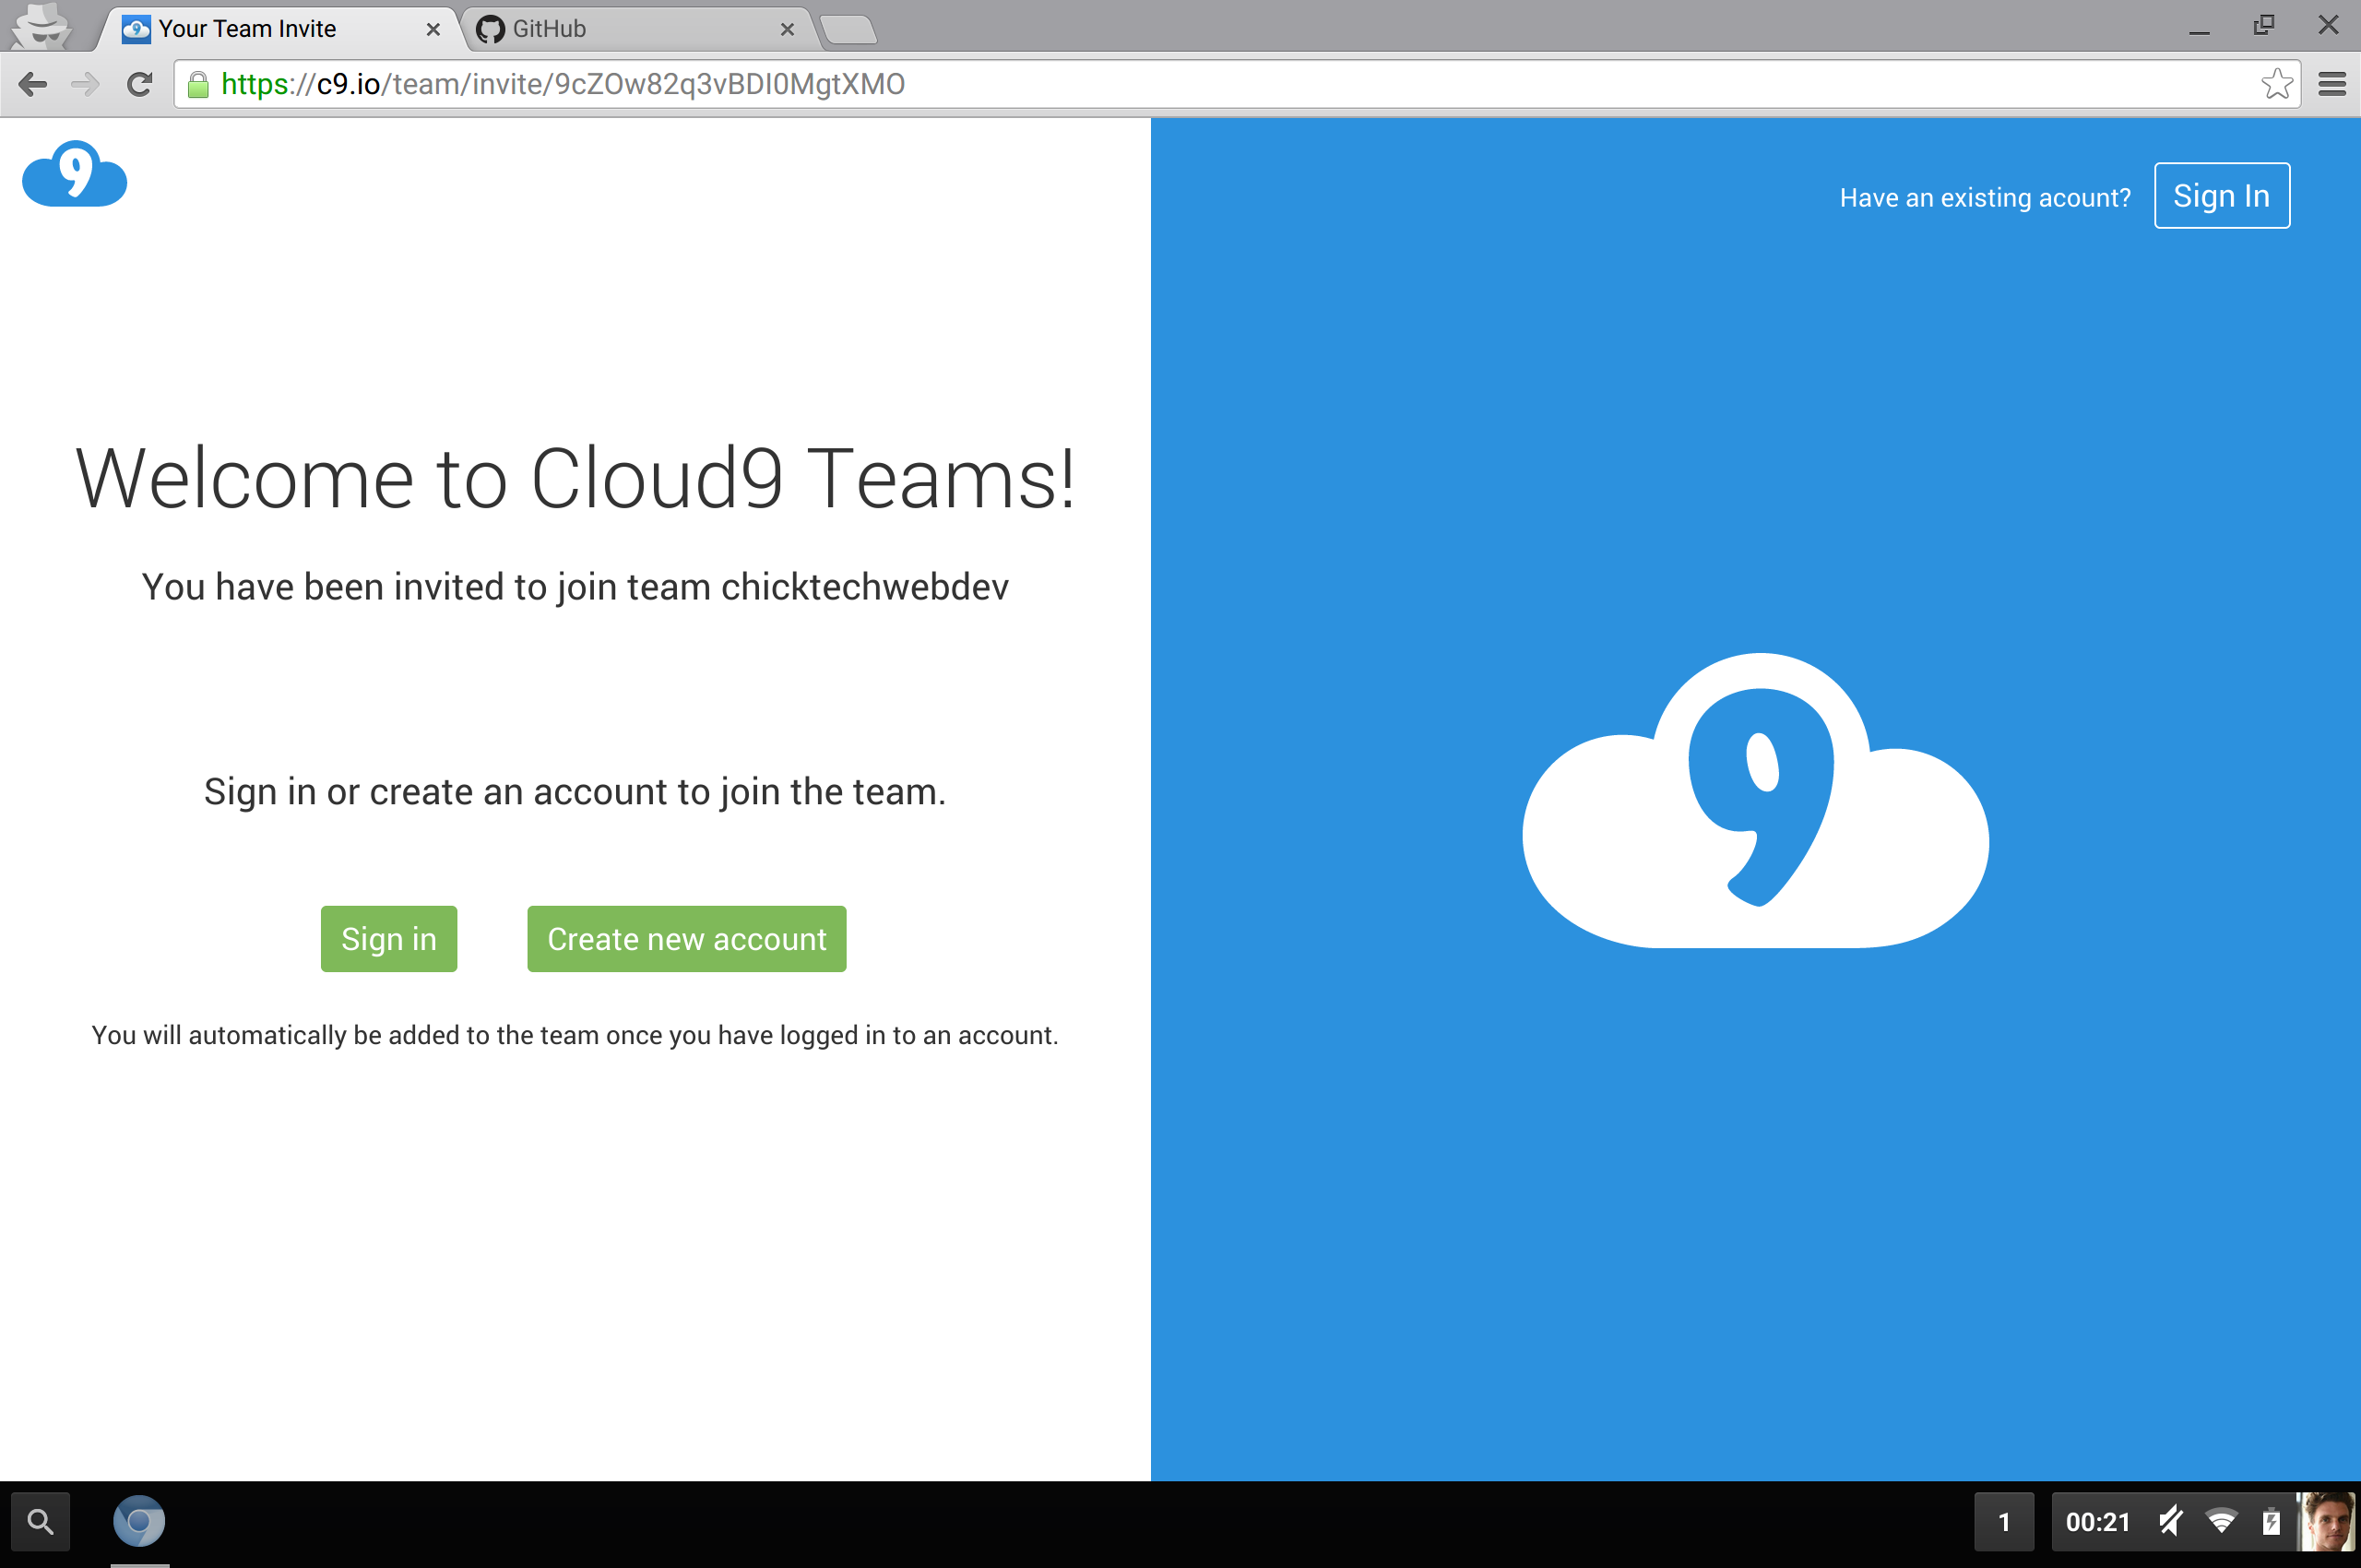 Your Team Invite
GitHub
https://c9.io/team/invite/9cZOw82q3vBDI0MgtXMO
9
Have an existing acount?
Sign In
Welcome to Cloud9 Teams!
You have been invited to join team chicktechwebdev
Sign in or create an account to join the team.
Sign in
Create new account
You will automatically be added to the team once you have logged in to an account.
9
1
00:21